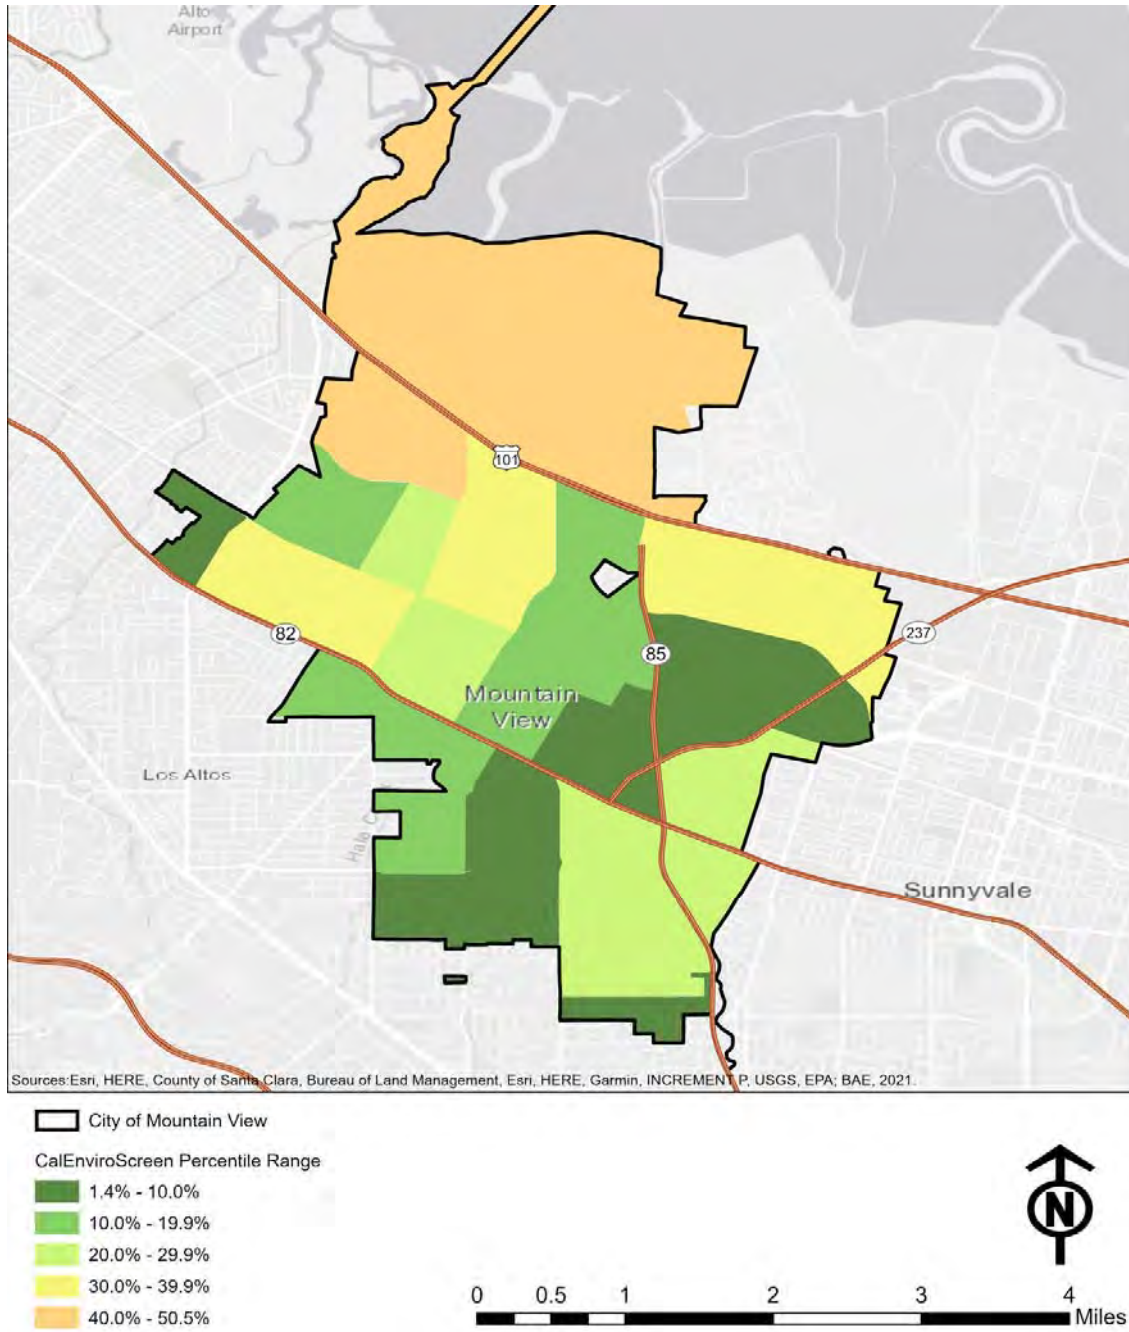 Alto
Airport
101
82
85
237
Mountain
View
Los Altos
Hale C
Sunnyvale
Sources:Esri, HERE, County of Santa Clara, Bureau of Land Management, Esri, HERE, Garmin, INCREMENT P, USGS, EPA; BAE, 2021.
City of Mountain View
CalEnviroScreen Percentile Range
1.4% - 10.0%
10.0% - 19.9%
20.0% - 29.9%
30.0% - 39.9%
40.0% - 50.5%
N
0 0.5 1 2 3 4
Miles